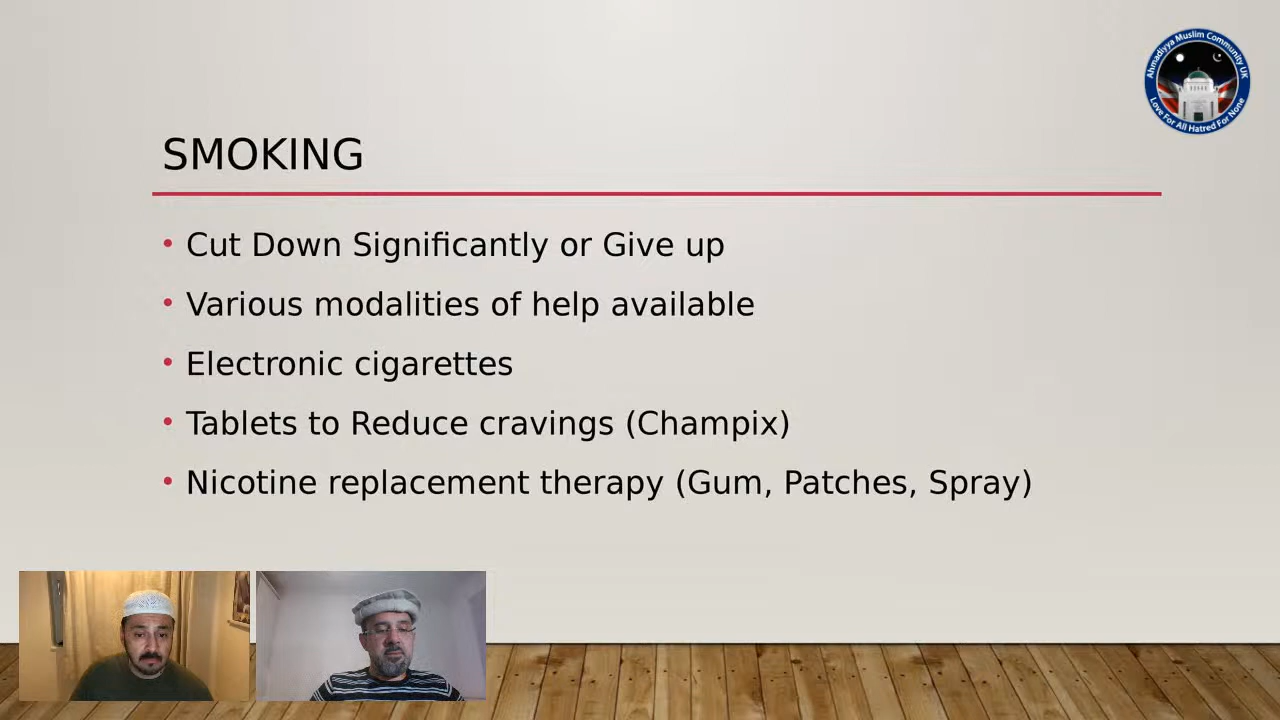 Ahmadiyya Muslim Community UK
Love For All Hatred For None
SMOKING
• Cut Down Significantly or Give up
• Various modalities of help available
• Electronic cigarettes
• Tablets to Reduce cravings (Champix)
• Nicotine replacement therapy (Gum, Patches, Spray)